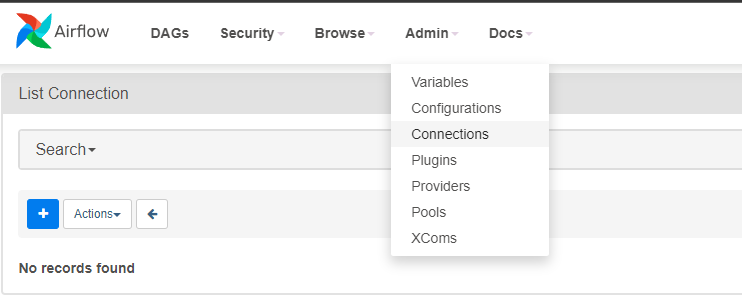 Airflow DAGs Security Browse Admin Docs
List Connection
Search
Actions
No records found
Variables
Configurations
Connections
Plugins
Providers
Pools
XComs